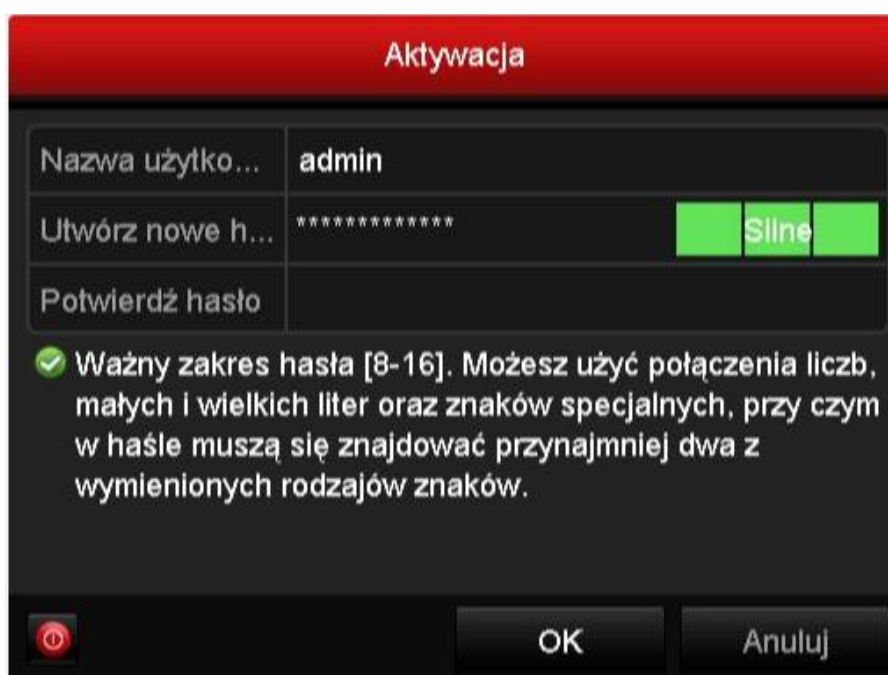 Aktywacja
Nazwa użytko... admin
Utwórz nowe h... ************* Silne
Potwierdź hasło
Ważny zakres hasła [8-16]. Możesz użyć połączenia liczb,
małych i wielkich liter oraz znaków specjalnych, przy czym
w haśle muszą się znajdować przynajmniej dwa z
wymienionych rodzajów znaków.
OK Anuluj